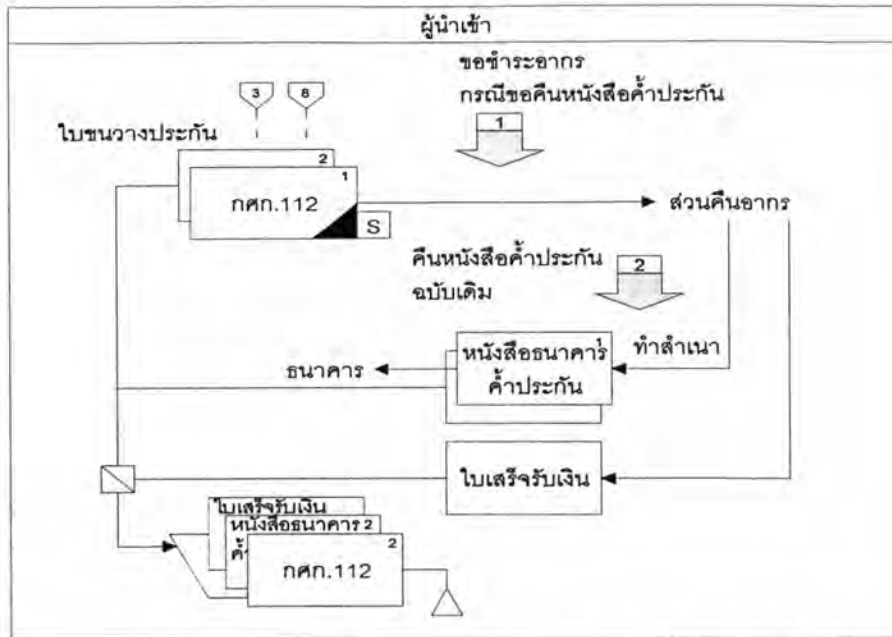 ผู้นำเข้า
ขอชำระอากร
กรณีขอคืนหนังสือค้ำประกัน
3
8
1
ใบขนวางประกัน
2
1
กศก.112
S
ส่วนคืนอากร
คืนหนังสือค้ำประกัน
ฉบับเดิม
2
หนังสือธนาคาร 1
ค้ำประกัน
ทำสำเนา
ธนาคาร
ใบเสร็จรับเงิน
ใบเสร็จรับเงิน
หนังสือธนาคาร 2
2
กศก.112